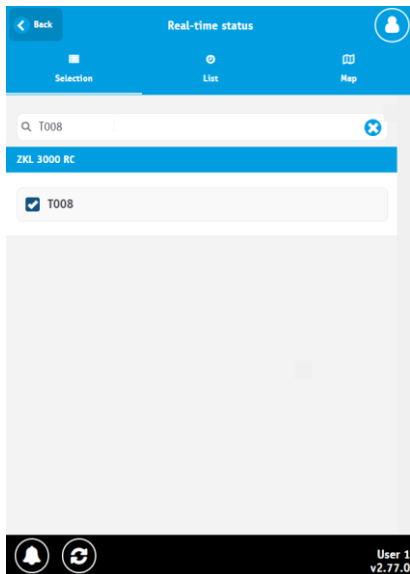 Back
Real-time status
Selection
List
Map
T008
ZKL 3000 RC
T008
User 1
v2.77.0